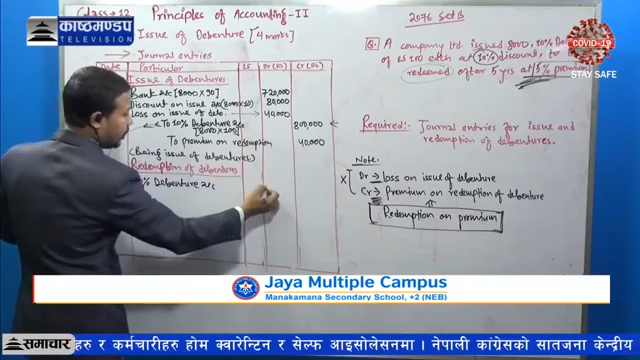 Class→12 Principles of Accounting-II
Issue of Debenture [4 marks]
→ Journal entries
Date Particular LF Dr (Rs) Cr (Rs)
Issue of Debentures
Bank a/c [8000×90] 720,000
Discount on issue a/c (8000×10) 80,000
Loss on issue of deb. 40,000
To 10% Debenture a/c 800,000
[8000×100]
To premium on redemption 40,000
(Being issue of debentures)
Redemption of debentures
% Debenture a/c
2076 Set B
Q. A company ltd. issued 8000, 10% De
of Rs 100 each at 10% discount, to
redeemed after 5 yrs at 5% premium
Required:- Journal entries for issue and
redemption of debentures.
Note:-
Dr → Loss on issue of debenture
Cr → Premium on redemption of debenture
Redemption on premium
काष्ठमण्डप
TELEVISION
COVID-19
STAY SAFE
Jaya Multiple Campus
Manakamana Secondary School, +2 (NEB)
समाचार
हरु र कर्मचारीहरु होम क्वारेन्टिन र सेल्फ आइसोलेसनमा । नेपाली कांग्रेसको सातजना केन्द्रीय